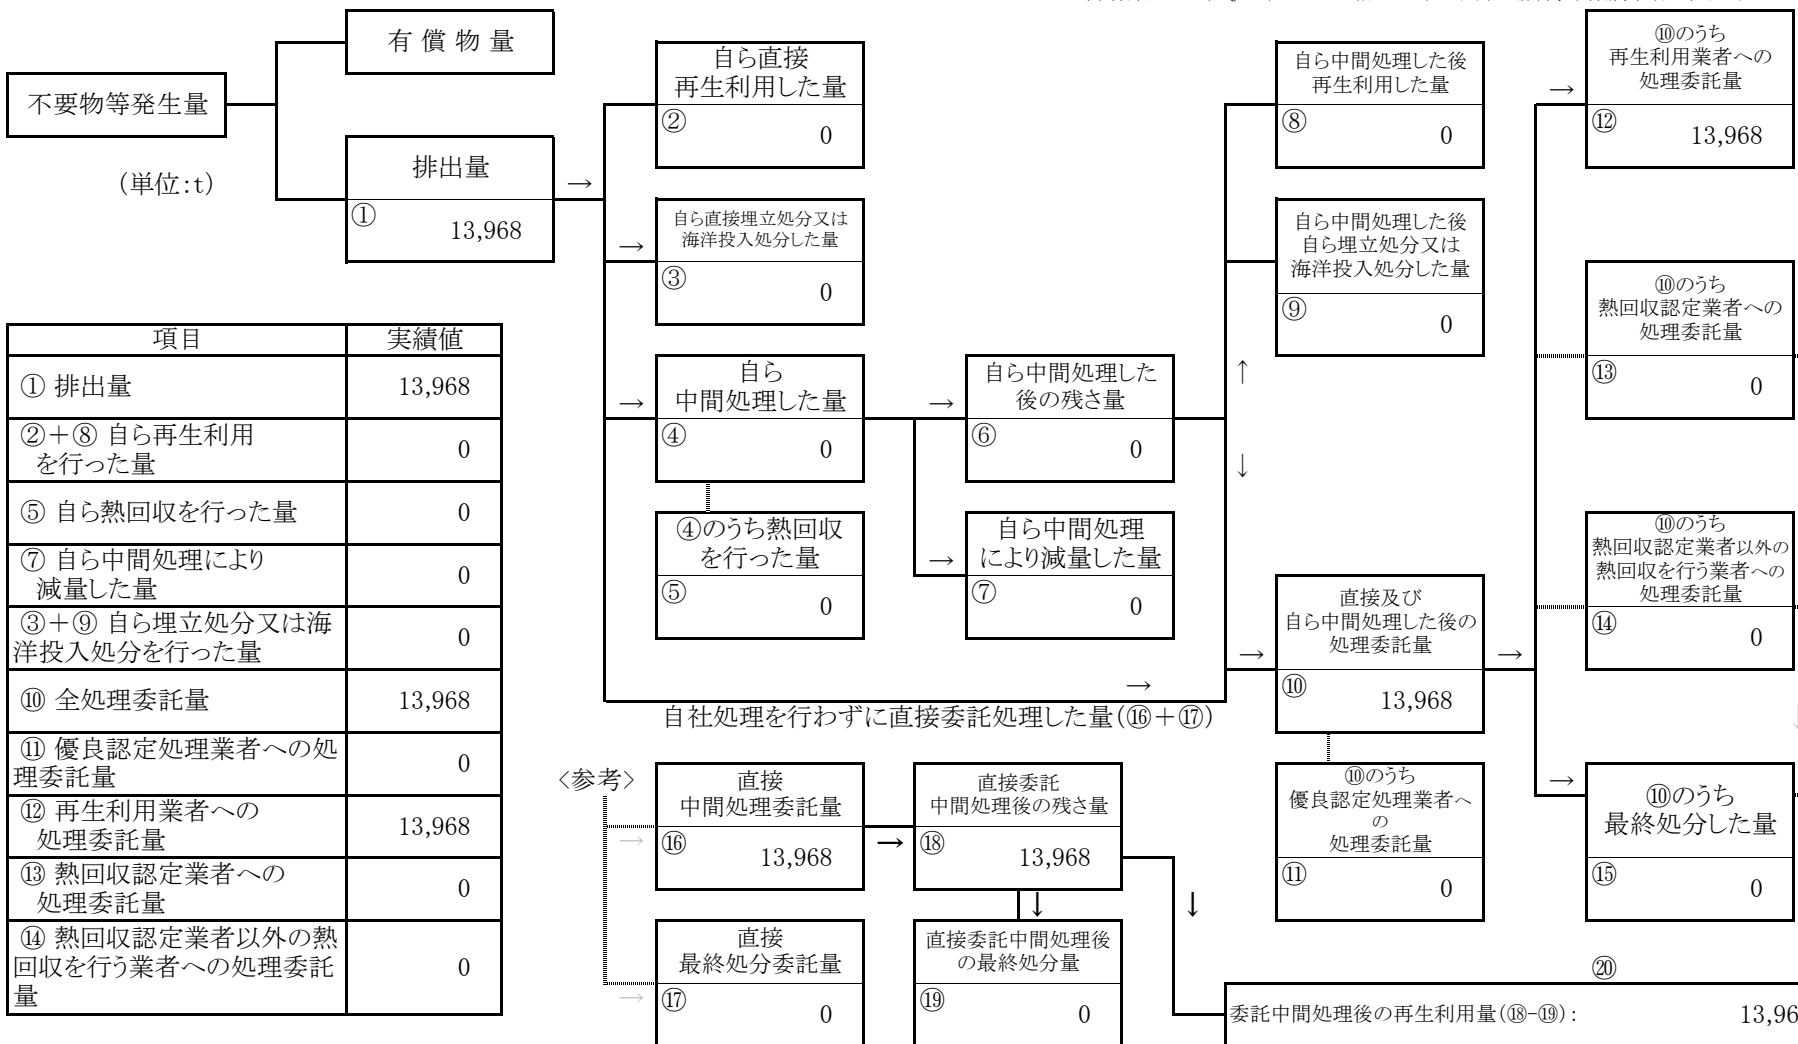 不要物等発生量
(単位:t)
有 償 物 量
排出量
① 13,968
自ら直接
再生利用した量
② 0
自ら直接埋立処分又は
海洋投入処分した量
③ 0
自ら
中間処理した量
④ 0
④のうち熱回収
を行った量
⑤ 0
自ら中間処理した
後の残さ量
⑥ 0
自ら中間処理
により減量した量
⑦ 0
自ら中間処理した後
再生利用した量
⑧ 0
自ら中間処理した後
自ら埋立処分又は
海洋投入処分した量
⑨ 0
直接及び
自ら中間処理した後の
処理委託量
⑩ 13,968
⑩のうち
優良認定処理業者へ
の
処理委託量
⑪ 0
⑩のうち
再生利用業者への
処理委託量
⑫ 13,968
⑩のうち
熱回収認定業者への
処理委託量
⑬ 0
⑩のうち
熱回収認定業者以外の
熱回収を行う業者への
処理委託量
⑭ 0
⑩のうち
最終処分した量
⑮ 0
自社処理を行わずに直接委託処理した量(⑯+⑰)
<参考>
直接
中間処理委託量
⑯ 13,968
直接
最終処分委託量
⑰ 0
直接委託
中間処理後の残さ量
⑱ 13,968
直接委託中間処理後
の最終処分量
⑲ 0
⑳
委託中間処理後の再生利用量(⑱-⑲): 13,96
項目 実績値
① 排出量 13,968
②+⑧ 自ら再生利用
を行った量 0
⑤ 自ら熱回収を行った量 0
⑦ 自ら中間処理により
減量した量 0
③+⑨ 自ら埋立処分又は海
洋投入処分を行った量 0
⑩ 全処理委託量 13,968
⑪ 優良認定処理業者への処
理委託量 0
⑫ 再生利用業者への
処理委託量 13,968
⑬ 熱回収認定業者への
処理委託量 0
⑭ 熱回収認定業者以外の熱
回収を行う業者への処理委託
量 0